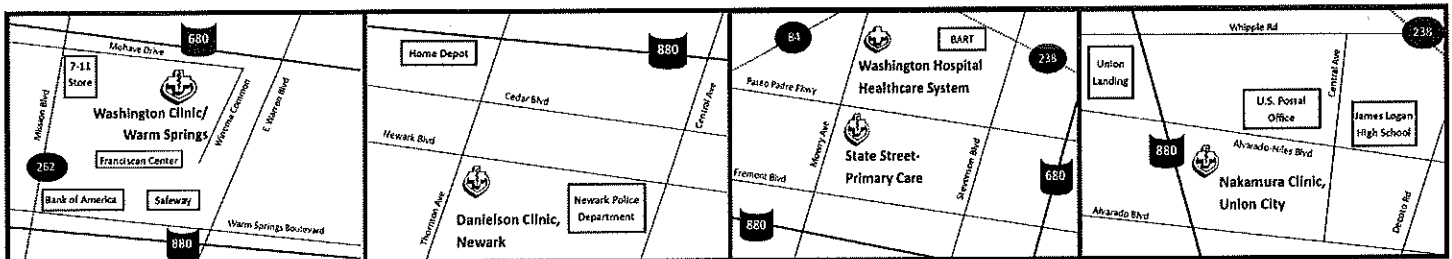 680
Mohave Drive
7-11
Store
Mission Blvd
Washington Clinic/
Warm Springs
Warema Common
E Warren Blvd
262
Franciscan Center
Bank of America
Safeway
Warm Springs Boulevard
880
Home Depot
880
Cedar Blvd
Central Ave
Newark Blvd
Thornton Ave
Danielson Clinic,
Newark
Newark Police
Department
84
BART
238
Washington Hospital
Healthcare System
Paseo Padre Pkwy
Mowry Ave
State Street-
Primary Care
Stevenson Blvd
Fremont Blvd
680
880
Whipple Rd
238
Union
Landing
Central Ave
U.S. Postal
Office
James Logan
High School
880
Alvarado-Niles Blvd
Nakamura Clinic,
Union City
Alvarado Blvd
Decoto Rd